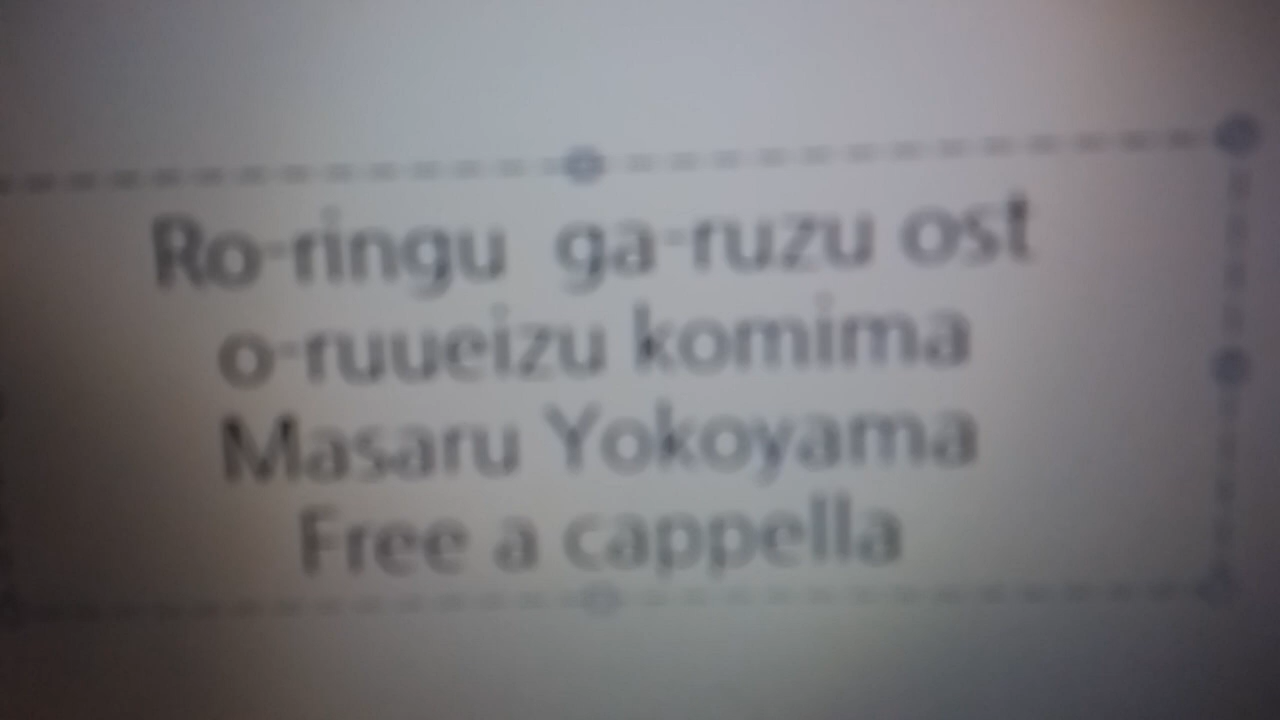 Ro-ringu ga-ruzu ost
o-ruueizu komima
Masaru Yokoyama
Free a cappella